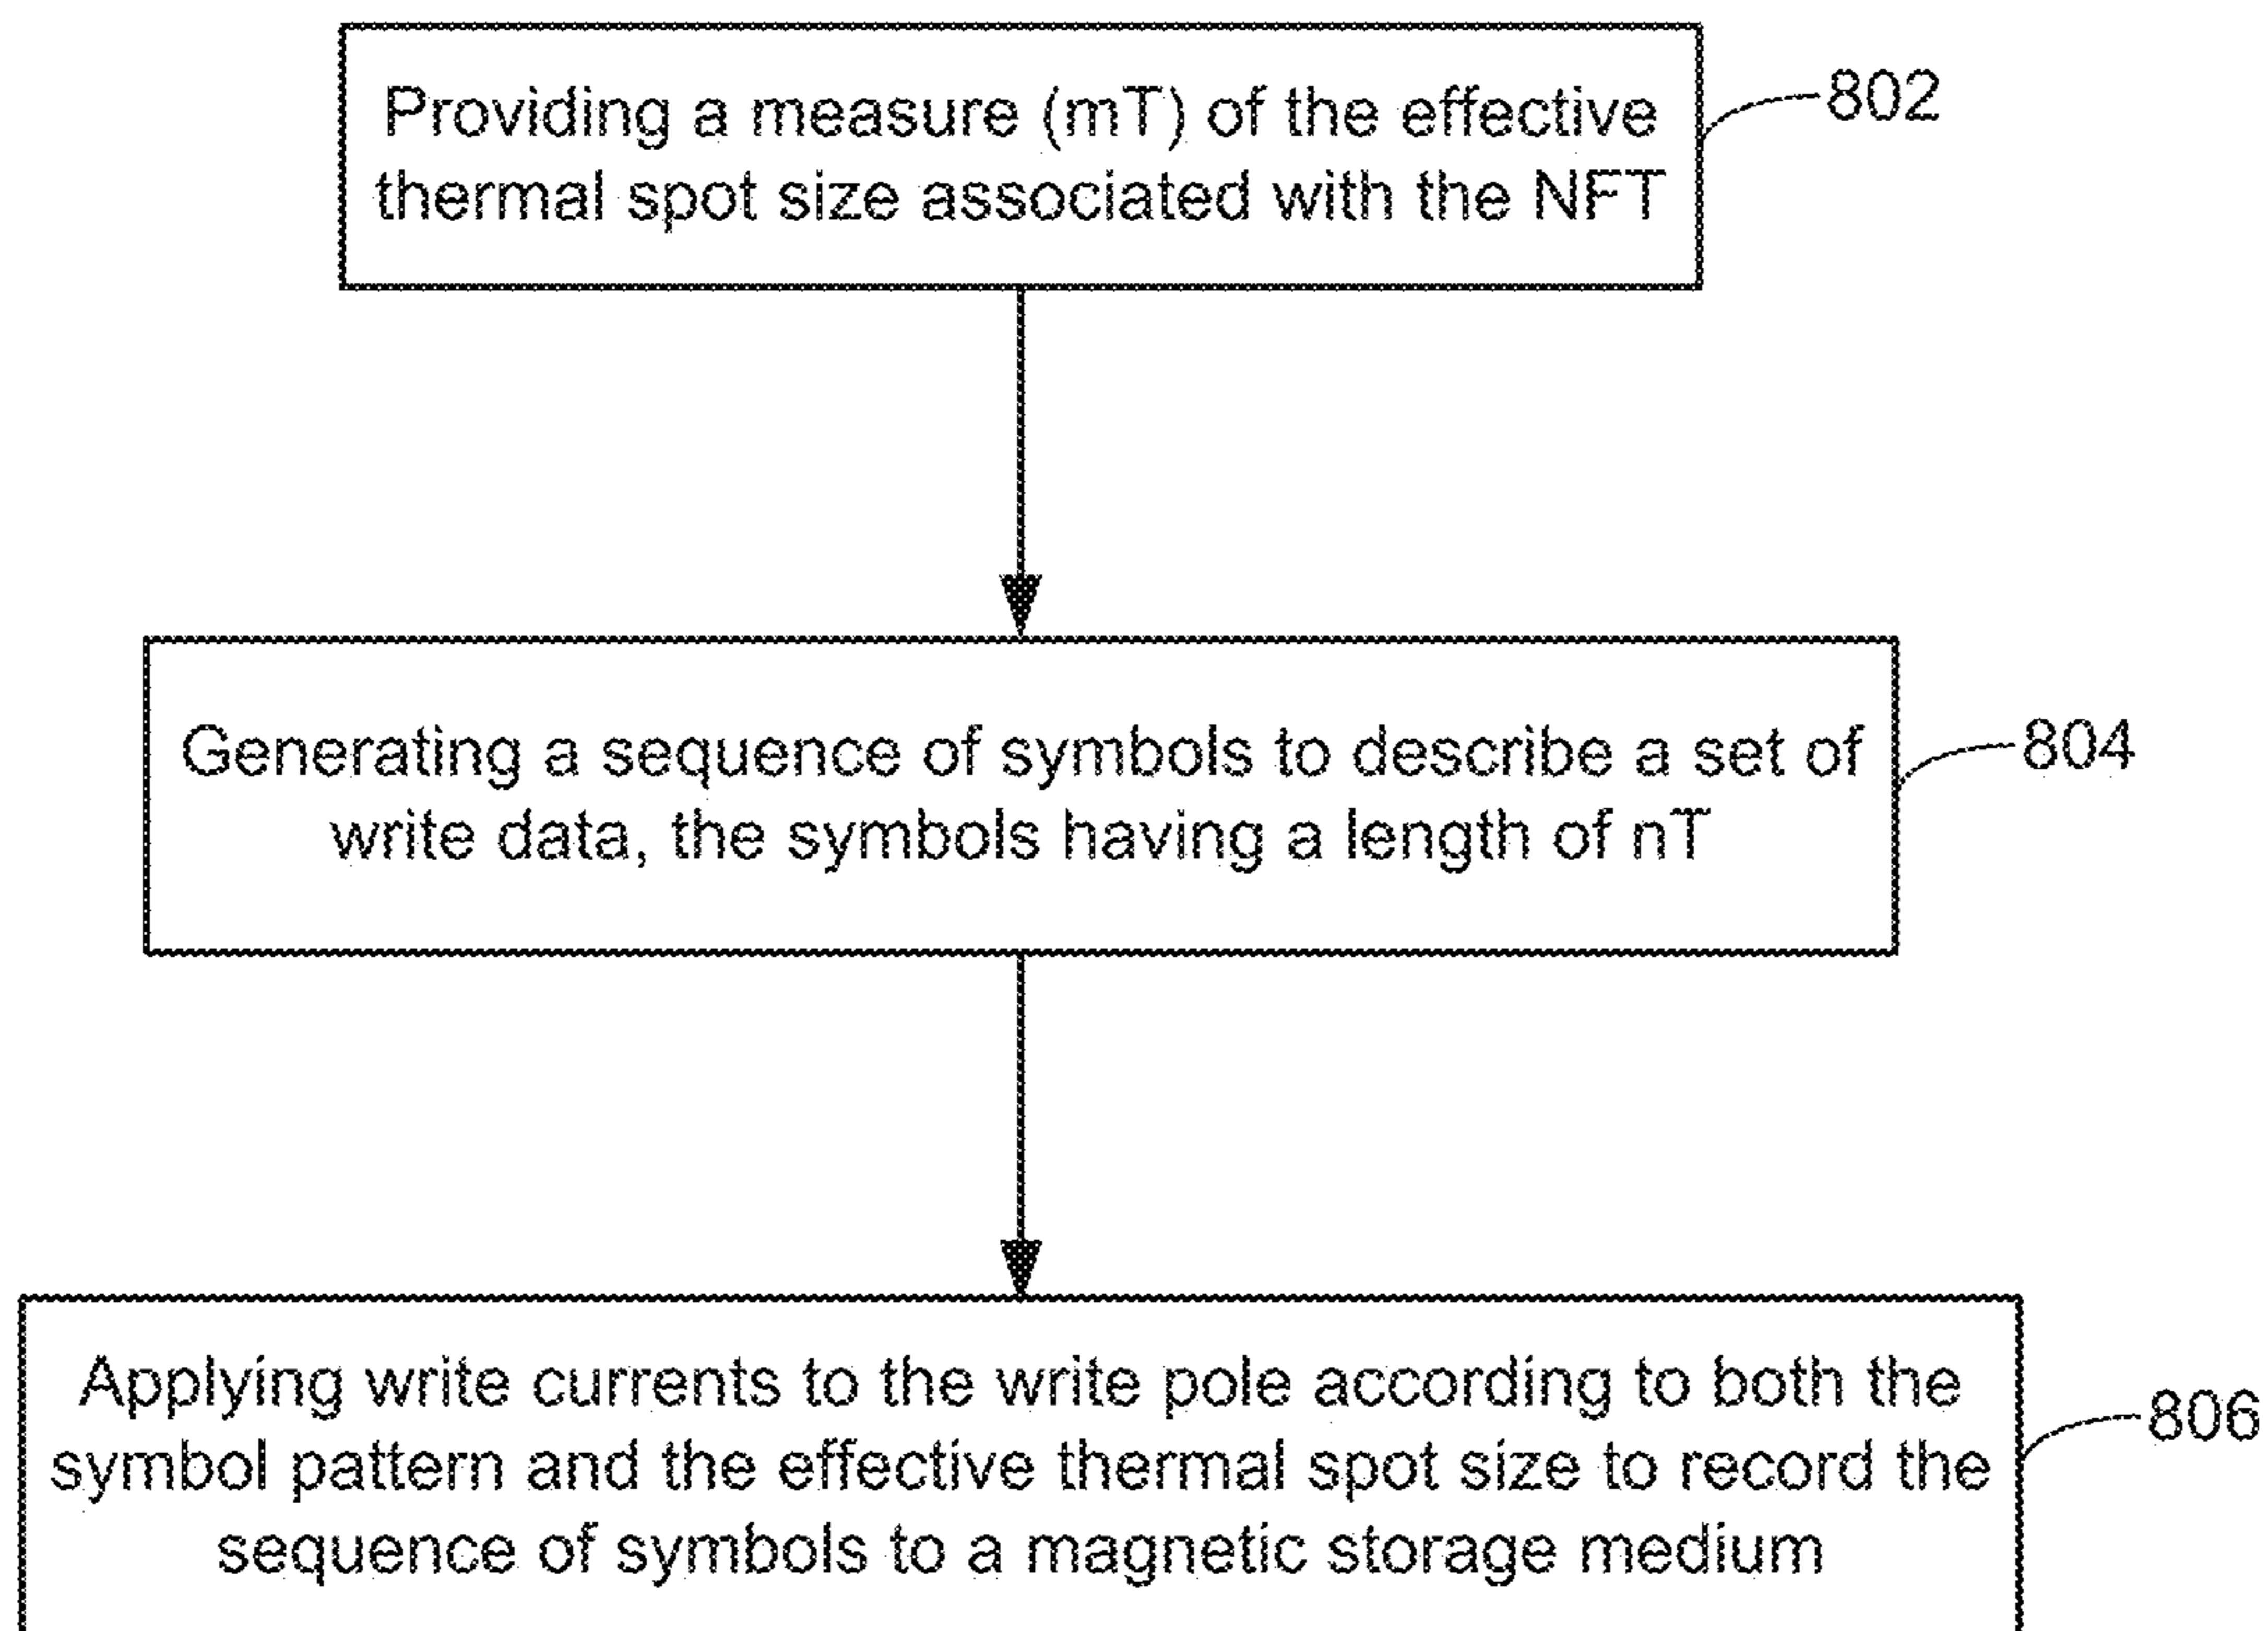 Providing a measure (mT) of the effective
thermal spot size associated with the NFT
802
Generating a sequence of symbols to describe a set of
write data, the symbols having a length of nT
804
Applying write currents to the write pole according to both the
symbol pattern and the effective thermal spot size to record the
sequence of symbols to a magnetic storage medium
806